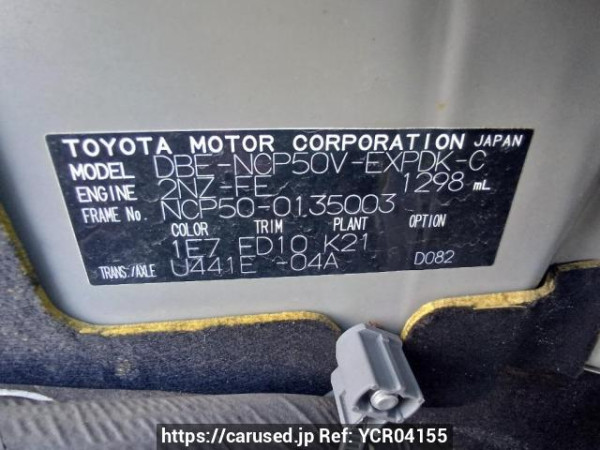 TOYOTA MOTOR CORPORATION JAPAN
MODEL DBE-NCP50V-EXPDK-C
ENGINE 2NZ-FE 1298 mL
FRAME No. NCP50-0135003
COLOR TRIM PLANT OPTION
1E7 FD10 K21
TRANS./AXLE U441E -04A D082
https://carused.jp Ref: YCR04155